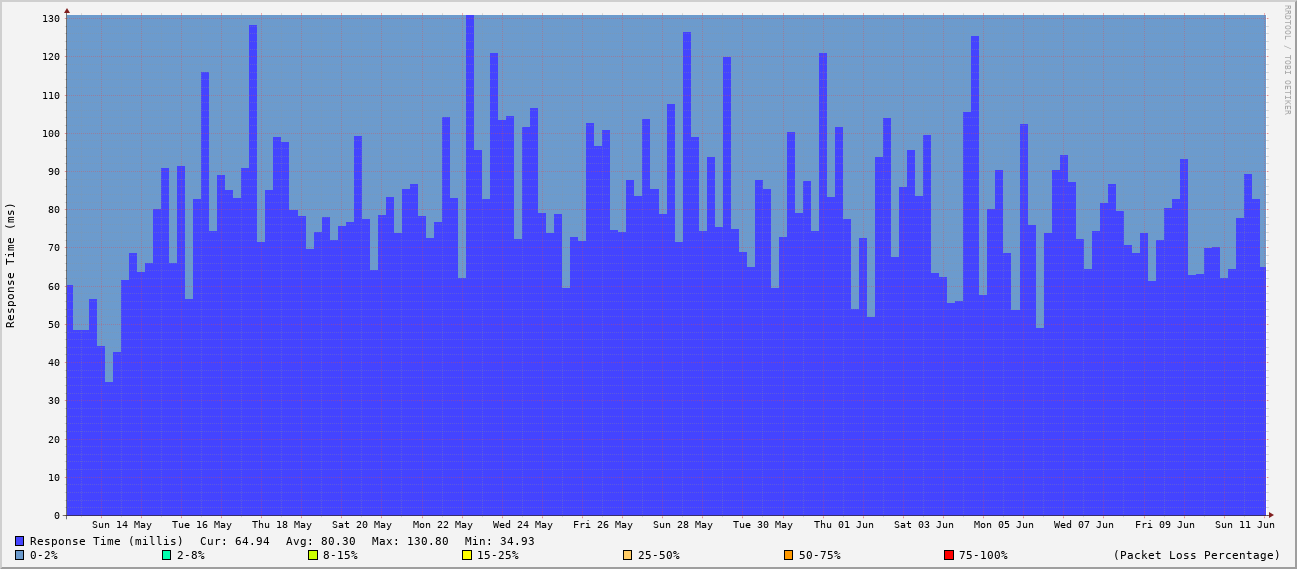 130
120
110
100
90
80
70
60
50
40
30
20
10
0
Response Time (ms)
RRDTOOL / TOBI OETIKER
Sun 14 May Tue 16 May Thu 18 May Sat 20 May Mon 22 May Wed 24 May Fri 26 May Sun 28 May Tue 30 May Thu 01 Jun Sat 03 Jun Mon 05 Jun Wed 07 Jun Fri 09 Jun Sun 11 Jun
Response Time (millis) Cur: 64.94 Avg: 80.30 Max: 130.80 Min: 34.93
0-2% 2-8% 8-15% 15-25% 25-50% 50-75% 75-100% (Packet Loss Percentage)